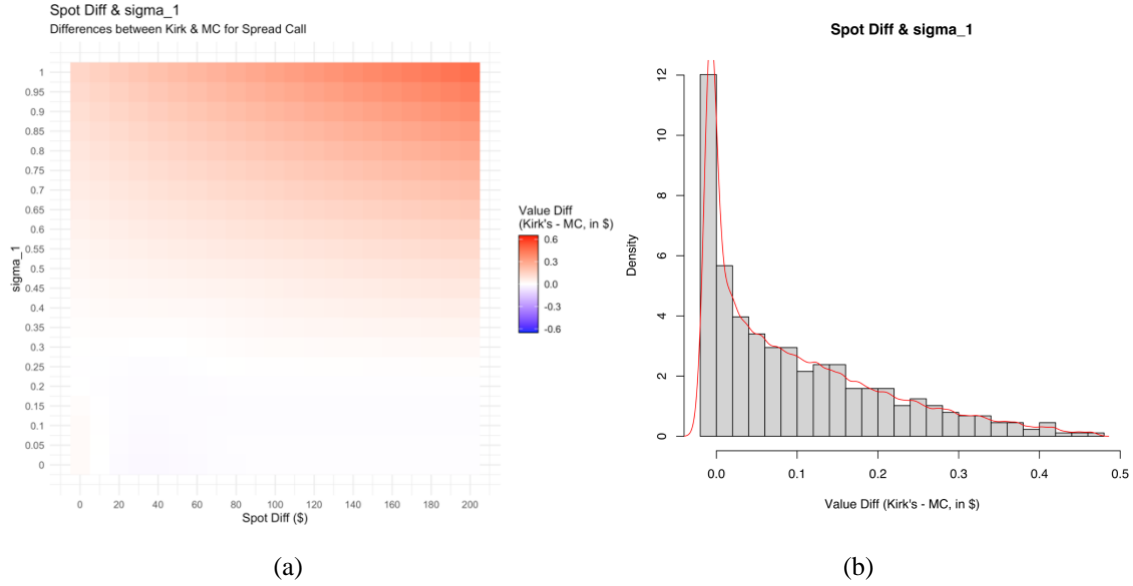 Spot Diff & sigma_1
Differences between Kirk & MC for Spread Call
sigma_1
1
0.95
0.9
0.85
0.8
0.75
0.7
0.65
0.6
0.55
0.5
0.45
0.4
0.35
0.3
0.25
0.2
0.15
0.1
0.05
0
0 20 40 60 80 100 120 140 160 180 200
Spot Diff ($)
Value Diff
(Kirk's - MC, in $)
0.6
0.3
0.0
-0.3
-0.6
(a)
Spot Diff & sigma_1
Density
12
10
8
6
4
2
0
0.0 0.1 0.2 0.3 0.4 0.5
Value Diff (Kirk's - MC, in $)
(b)